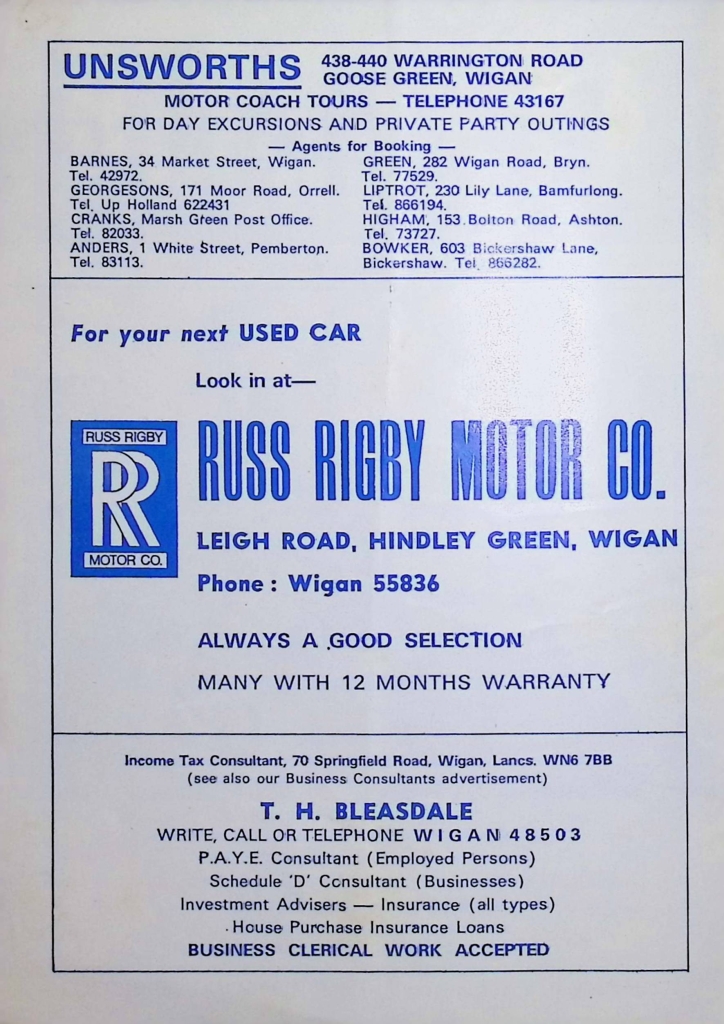 UNSWORTHS
438-440 WARRINGTON ROAD
GOOSE GREEN, WIGAN
MOTOR COACH TOURS — TELEPHONE 43167
FOR DAY EXCURSIONS AND PRIVATE PARTY OUTINGS
— Agents for Booking —
BARNES, 34 Market Street, Wigan.
Tel. 42972.
GEORGESONS, 171 Moor Road, Orrell.
Tel. Up Holland 622431
CRANKS, Marsh Green Post Office.
Tel. 82033.
ANDERS, 1 White Street, Pemberton.
Tel. 83113.
GREEN, 282 Wigan Road, Bryn.
Tel. 77529.
LIPTROT, 230 Lily Lane, Bamfurlong.
Tel. 866194.
HIGHAM, 153 Bolton Road, Ashton.
Tel. 73727.
BOWKER, 603 Bickershaw Lane,
Bickershaw. Tel. 866282.
For your next USED CAR
Look in at—
RUSS RIGBY
RR
MOTOR CO.
RUSS RIGBY MOTOR CO.
LEIGH ROAD, HINDLEY GREEN, WIGAN
Phone : Wigan 55836
ALWAYS A GOOD SELECTION
MANY WITH 12 MONTHS WARRANTY
Income Tax Consultant, 70 Springfield Road, Wigan, Lancs. WN6 7BB
(see also our Business Consultants advertisement)
T. H. BLEASDALE
WRITE, CALL OR TELEPHONE WIGAN 48503
P.A.Y.E. Consultant (Employed Persons)
Schedule 'D' Consultant (Businesses)
Investment Advisers — Insurance (all types)
House Purchase Insurance Loans
BUSINESS CLERICAL WORK ACCEPTED